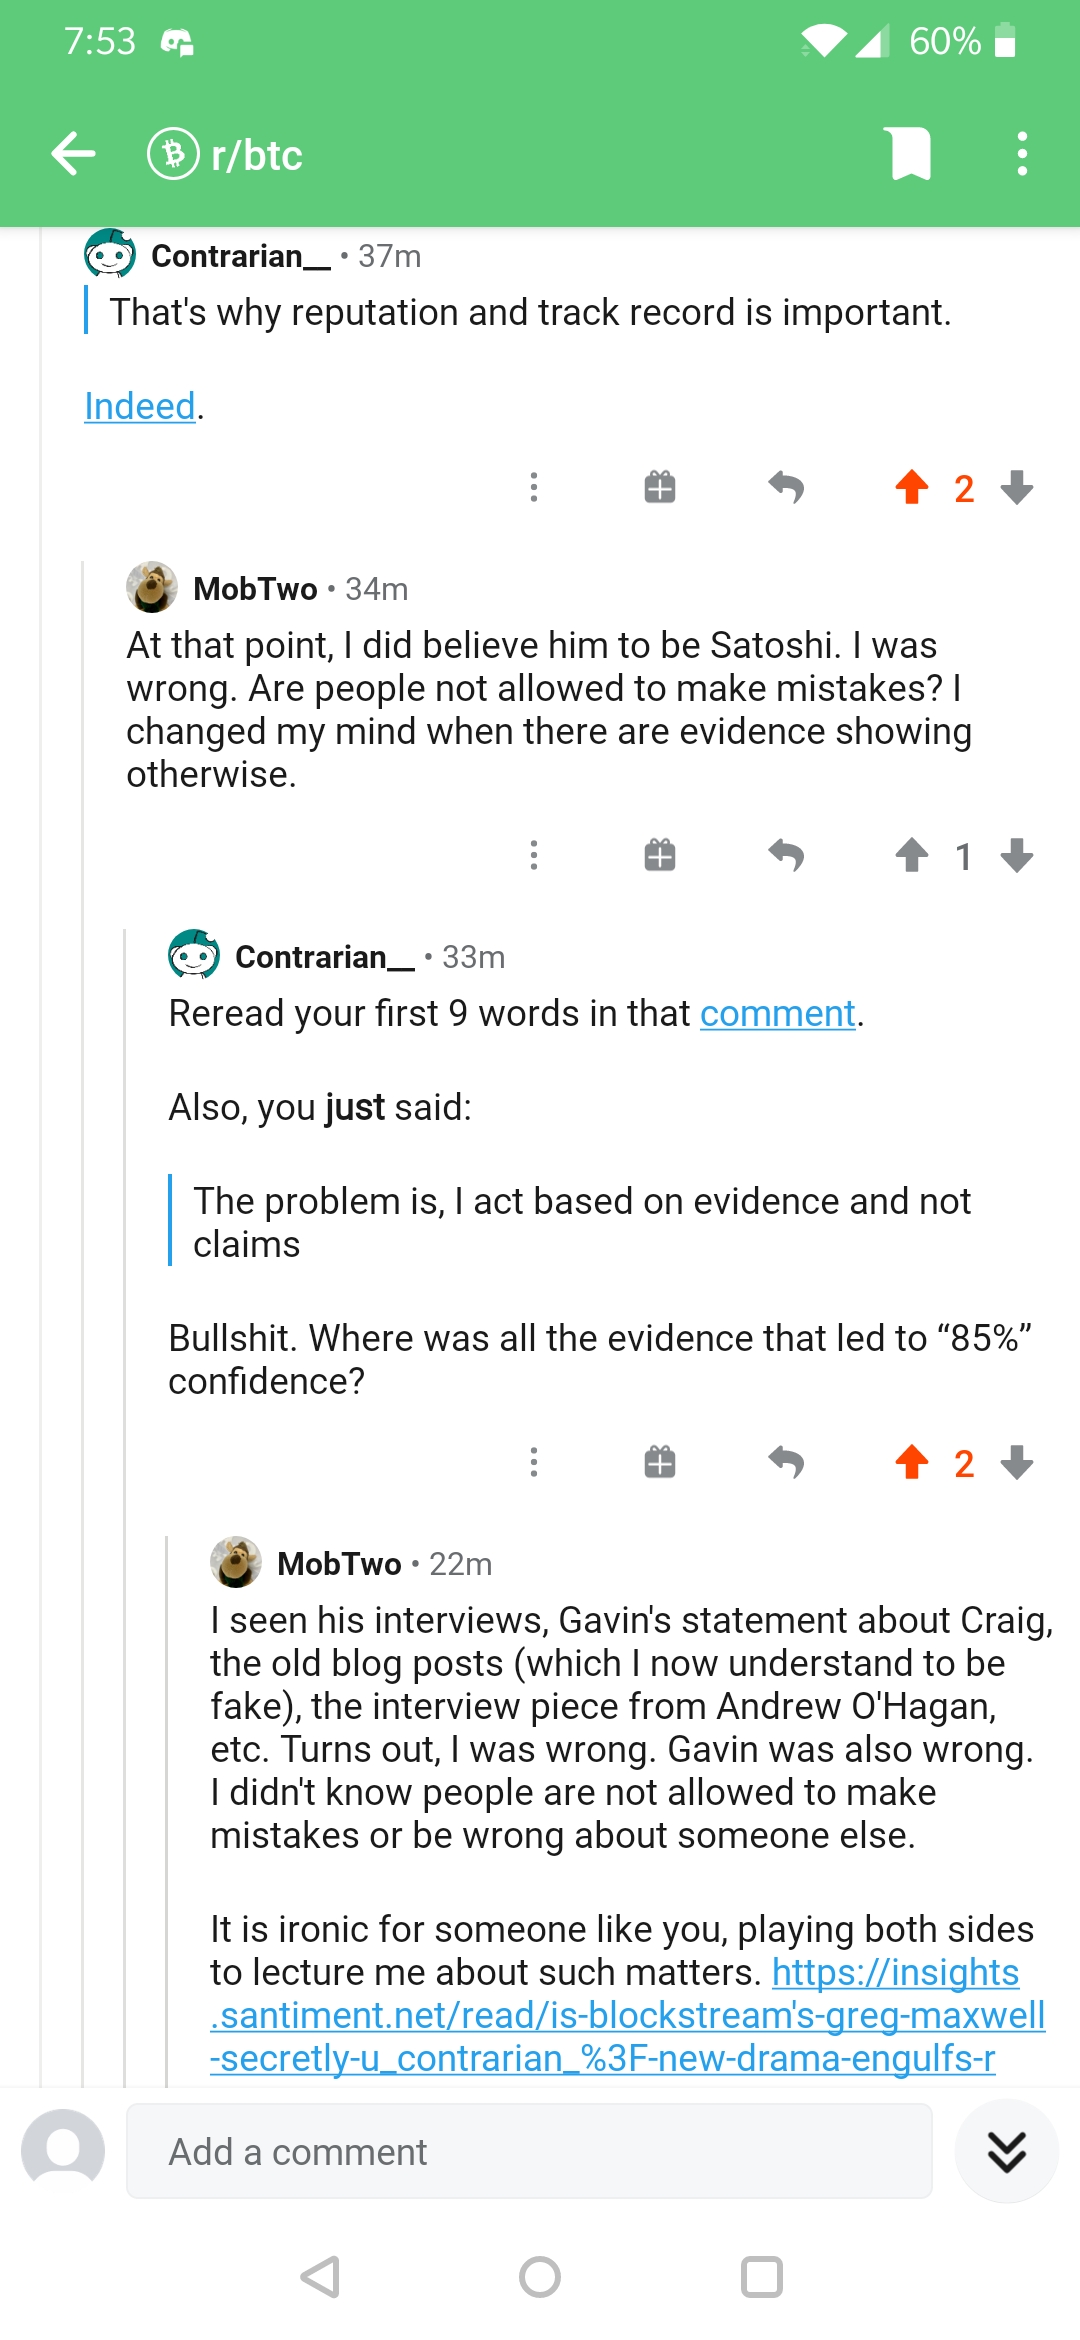 7:53
60%
r/btc
Contrarian__ • 37m
That's why reputation and track record is important.
Indeed.
2
MobTwo • 34m
At that point, I did believe him to be Satoshi. I was
wrong. Are people not allowed to make mistakes? I
changed my mind when there are evidence showing
otherwise.
1
Contrarian__ • 33m
Reread your first 9 words in that comment.
Also, you just said:
The problem is, I act based on evidence and not
claims
Bullshit. Where was all the evidence that led to “85%”
confidence?
2
MobTwo • 22m
I seen his interviews, Gavin's statement about Craig,
the old blog posts (which I now understand to be
fake), the interview piece from Andrew O'Hagan,
etc. Turns out, I was wrong. Gavin was also wrong.
I didn't know people are not allowed to make
mistakes or be wrong about someone else.
It is ironic for someone like you, playing both sides
to lecture me about such matters. https://insights
.santiment.net/read/is-blockstream's-greg-maxwell
-secretly-u_contrarian_%3F-new-drama-engulfs-r
Add a comment